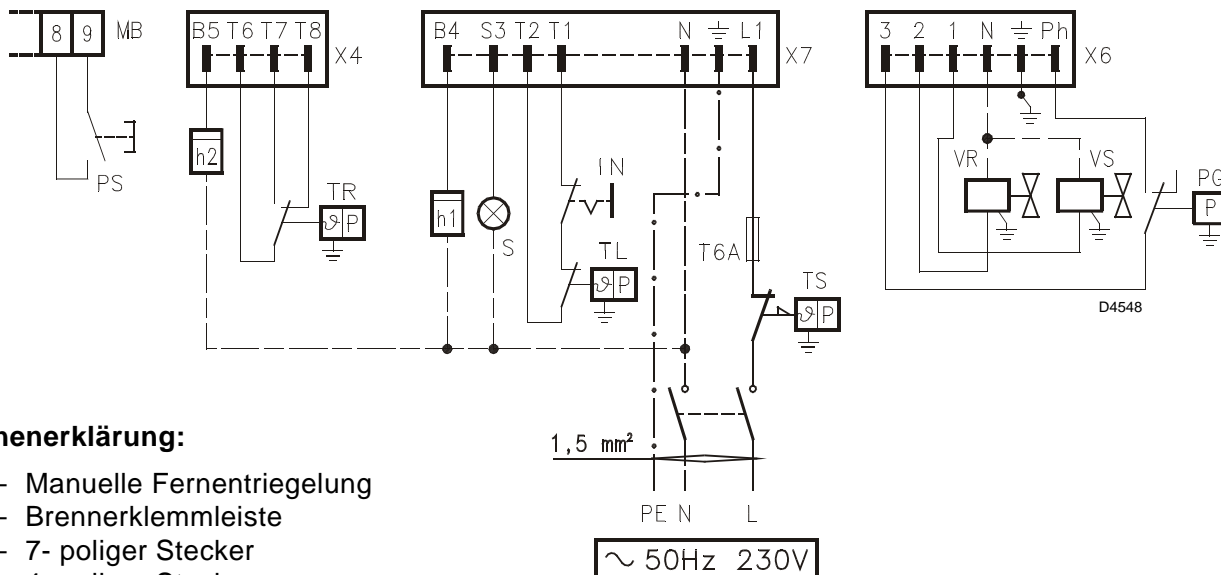 8 9 MB
B5 T6 T7 T8 X4
B4 S3 T2 T1 N L1 X7
3 2 1 N Ph X6
PS
h2
TR
ϑ P
h1
S
IN
TL
ϑ P
T6A
TS
ϑ P
VR VS
PG
P
D4548
nenerklärung:
1,5 mm²
PE N L
~ 50Hz 230V
– Manuelle Fernentriegelung
– Brennerklemmleiste
– 7- poliger Stecker